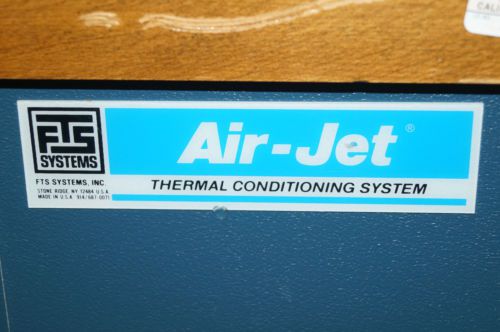 CALI
FTS
SYSTEMS
Air-Jet®
FTS SYSTEMS, INC.
THERMAL CONDITIONING SYSTEM
STONE RIDGE, NY 12484 U.S.A
MADE IN U.S.A 914/687-0071